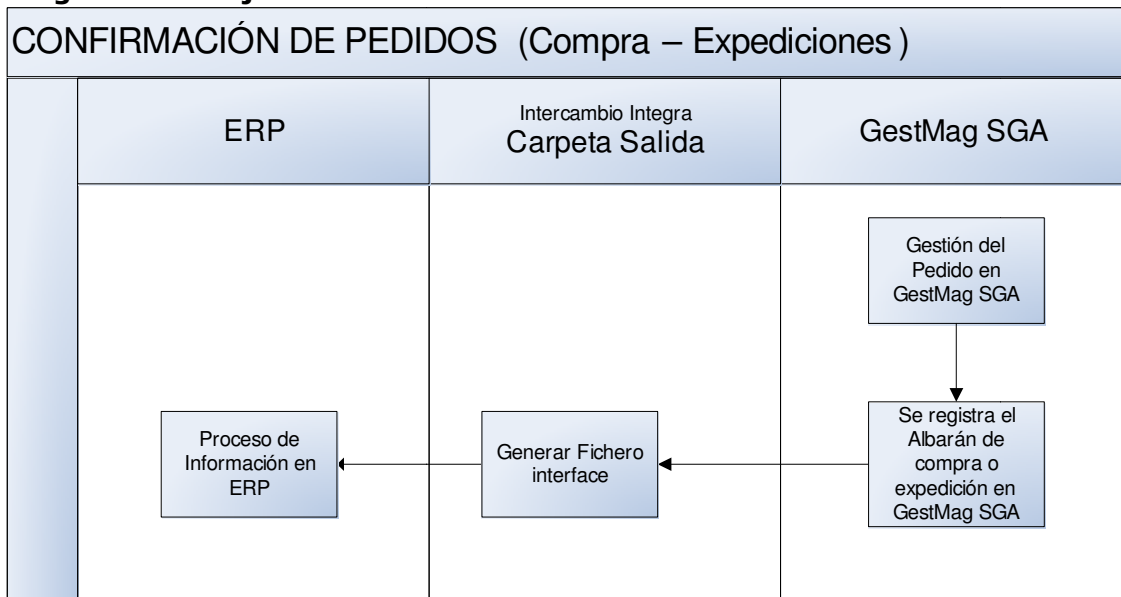 CONFIRMACIÓN DE PEDIDOS (Compra – Expediciones )
ERP
Intercambio Integra
Carpeta Salida
GestMag SGA
Gestión del
Pedido en
GestMag SGA
Proceso de
Información en
ERP
Generar Fichero
interface
Se registra el
Albarán de
compra o
expedición en
GestMag SGA